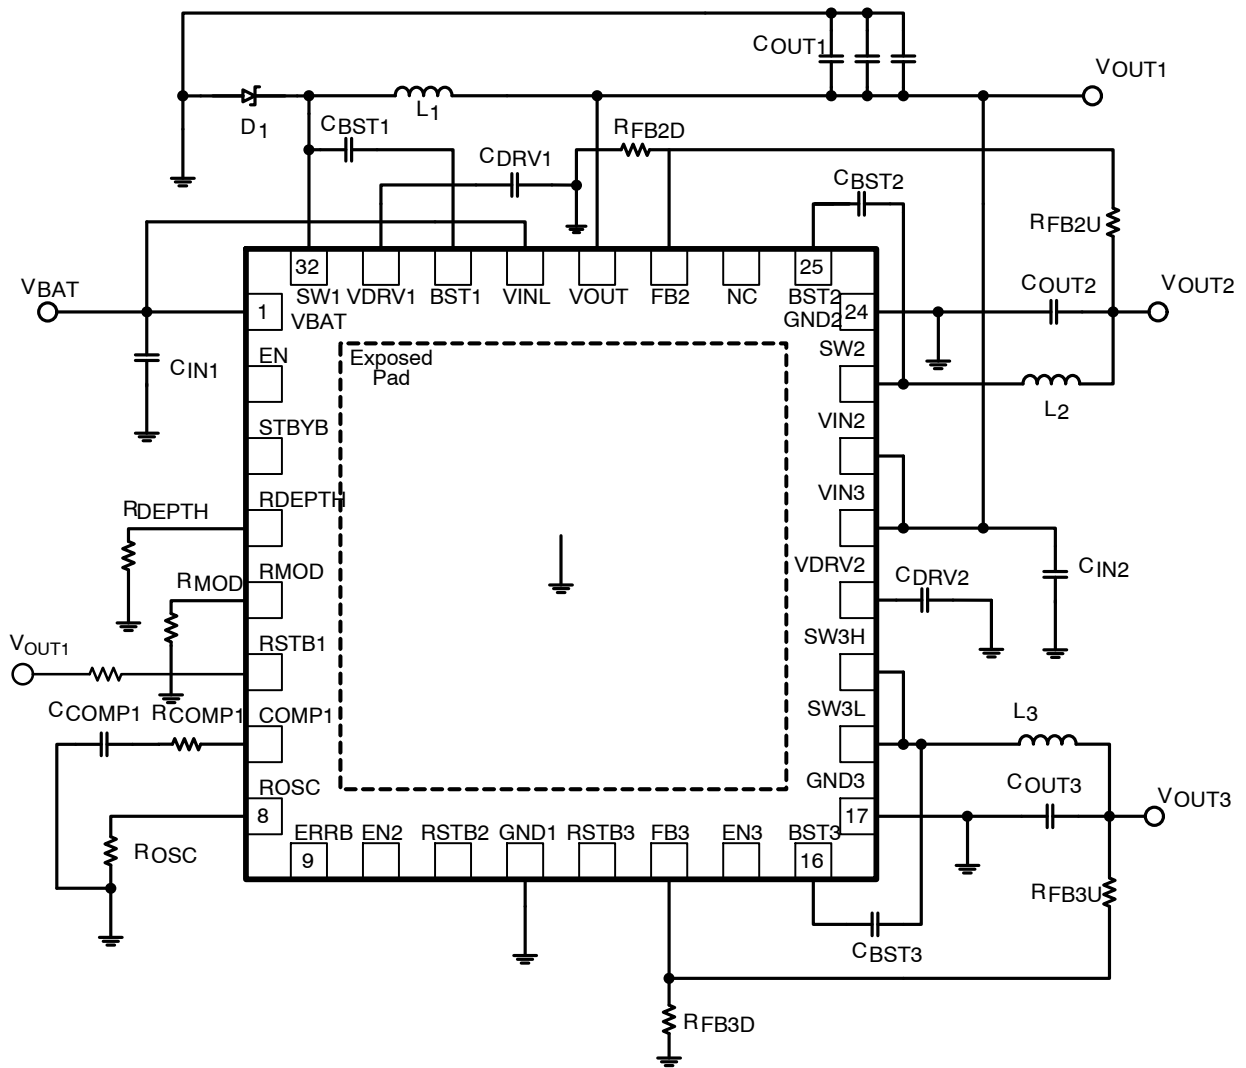 COUT1
VOUT1
D1
L1
CBST1
RFB2D
CDRV1
CBST2
RFB2U
VBAT
32
25
SW1
VDRV1
BST1
VINL
VOUT
FB2
NC
BST2
COUT2
VOUT2
1
VBAT
GND2
24
CIN1
EN
Exposed
Pad
SW2
L2
STBYB
VIN2
RDEPTH
RDEPTH
VIN3
RMOD
RMOD
VDRV2
CDRV2
CIN2
VOUT1
RSTB1
SW3H
CCOMP1
RCOMP1
COMP1
SW3L
L3
ROSC
GND3
COUT3
VOUT3
8
17
ROSC
ERRB
EN2
RSTB2
GND1
RSTB3
FB3
EN3
BST3
9
16
RFB3U
CBST3
RFB3D